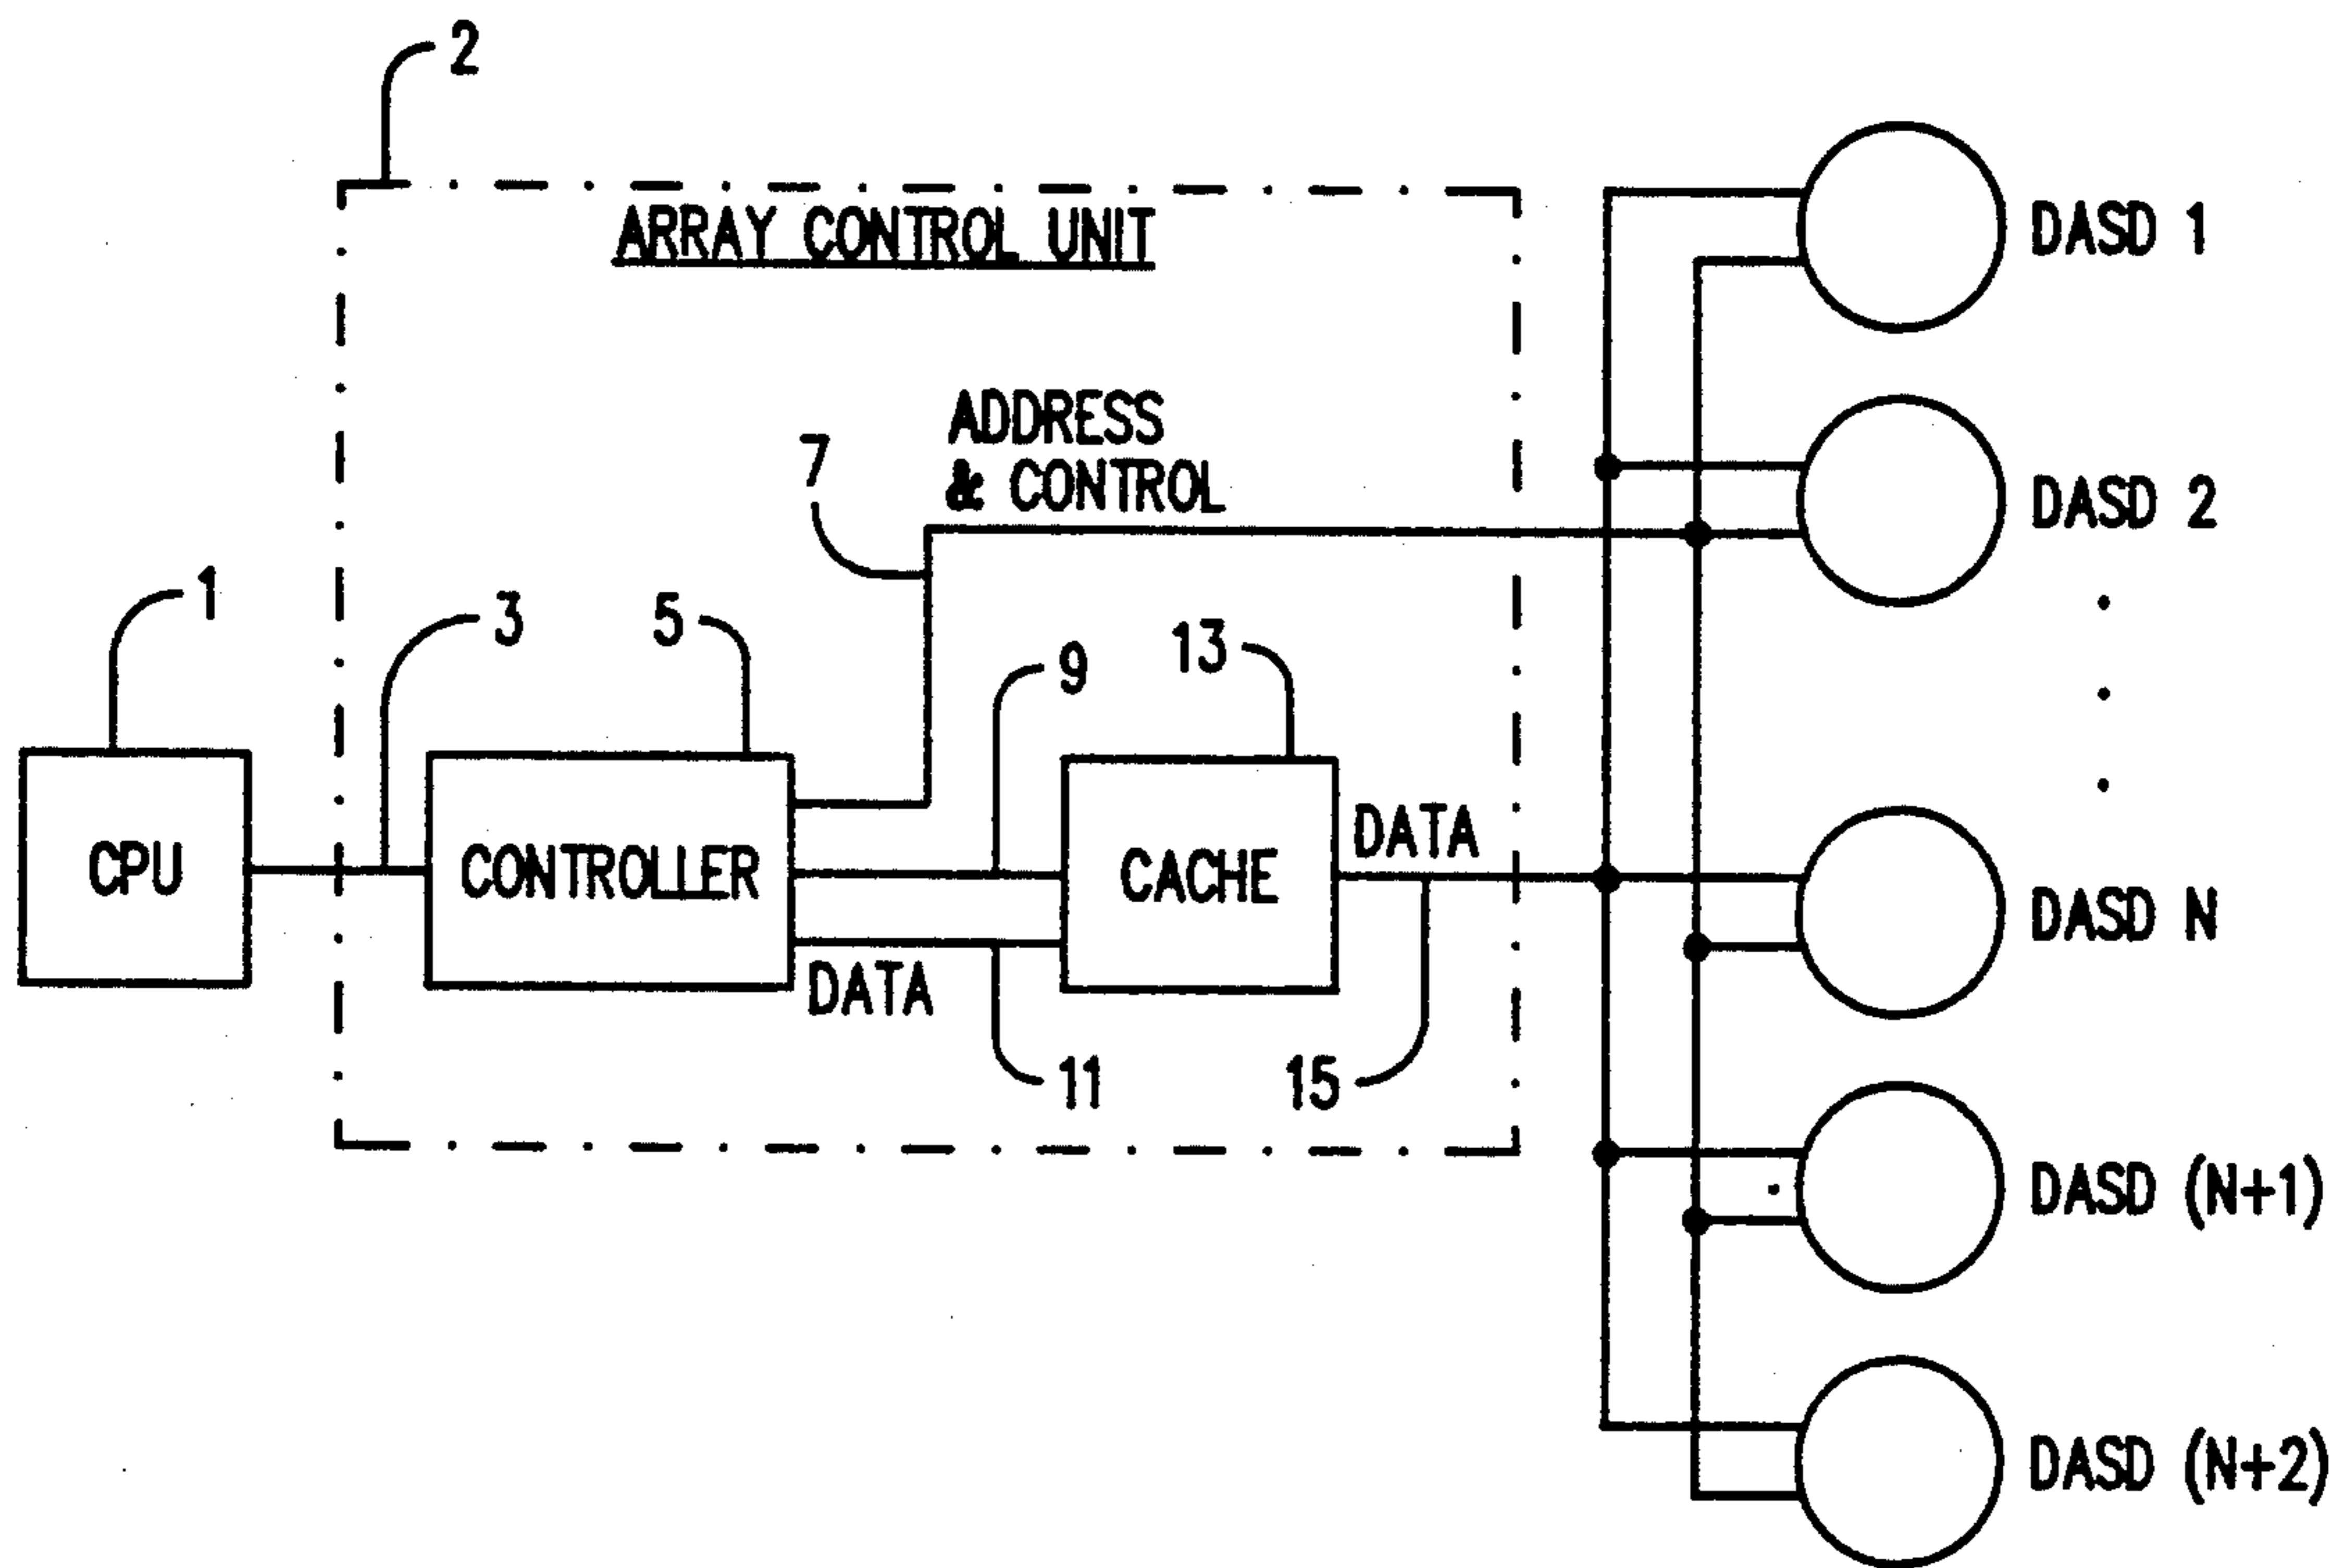 2
ARRAY CONTROL UNIT
DASD 1
ADDRESS
& CONTROL
7
DASD 2
1
3
5
9
13
CPU
CONTROLLER
CACHE
DATA
DATA
DASD N
11
15
DASD (N+1)
DASD (N+2)